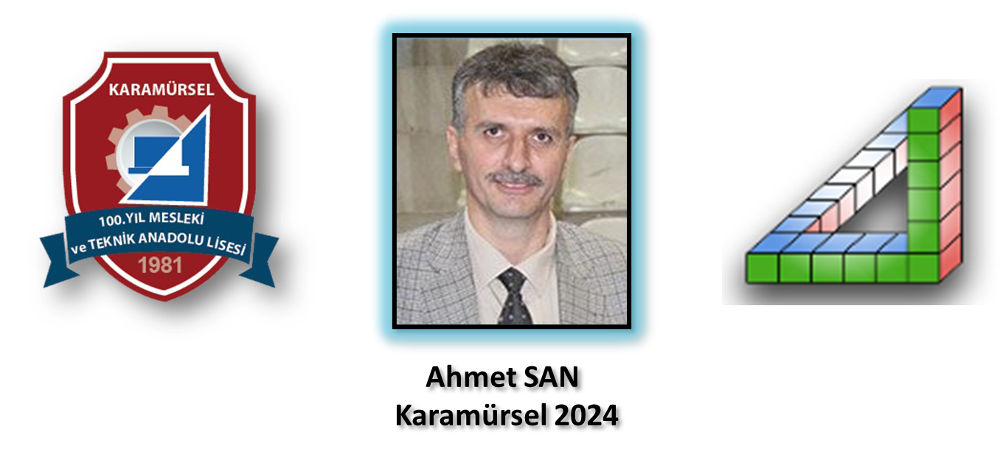 KARAMÜRSEL
100.YIL MESLEKİ
ve TEKNİK ANADOLU LİSESİ
1981
Ahmet SAN
Karamürsel 2024